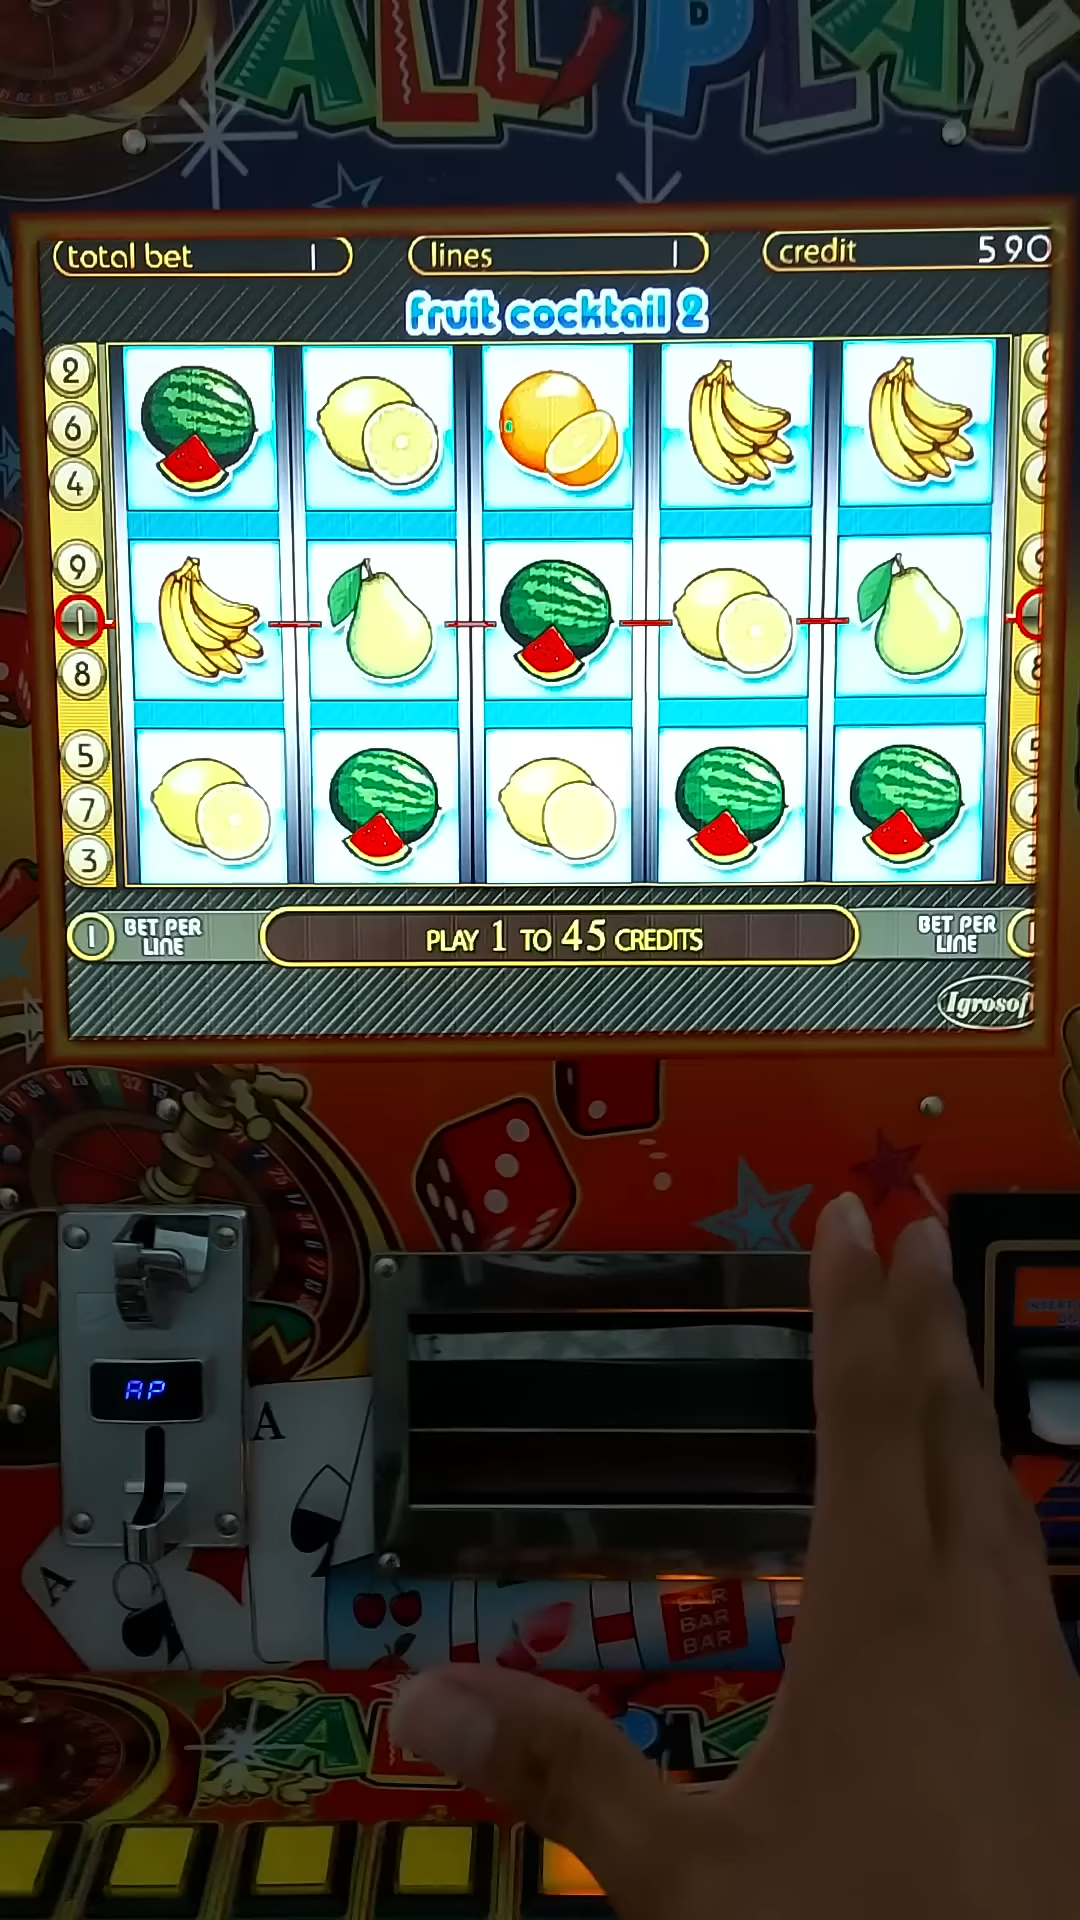 ALL PLAY
total bet 1
lines 1
credit 590
fruit cocktail 2
2
6
4
9
1
8
5
7
3
1 BET PER LINE
PLAY 1 TO 45 CREDITS
BET PER LINE
Igrosoft
AP
A
A
BAR
BAR
BAR